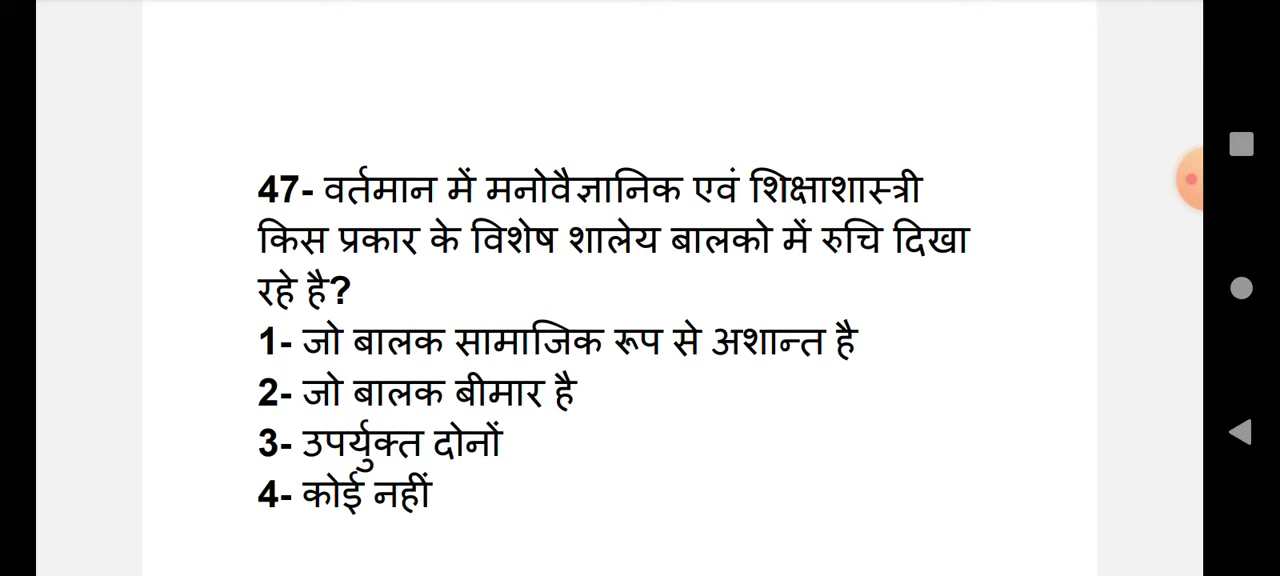 47- वर्तमान में मनोवैज्ञानिक एवं शिक्षाशास्त्री
किस प्रकार के विशेष शालेय बालको में रुचि दिखा
रहे है?
1- जो बालक सामाजिक रूप से अशान्त है
2- जो बालक बीमार है
3- उपर्युक्त दोनों
4- कोई नहीं